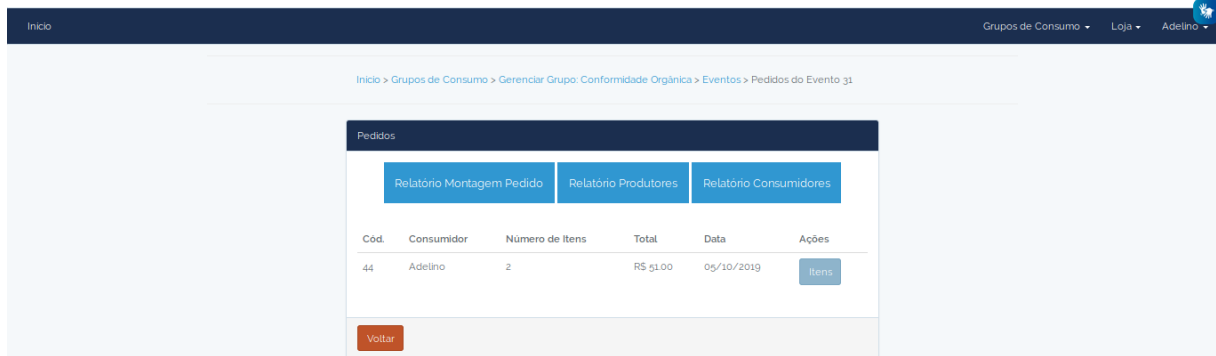 Início Grupos de Consumo Loja Adelino
Início > Grupos de Consumo > Gerenciar Grupo: Conformidade Orgânica > Eventos > Pedidos do Evento 31
Pedidos
Relatório Montagem Pedido Relatório Produtores Relatório Consumidores
Cód. Consumidor Número de Itens Total Data Ações
44 Adelino 2 R$ 51.00 05/10/2019 Itens
Voltar